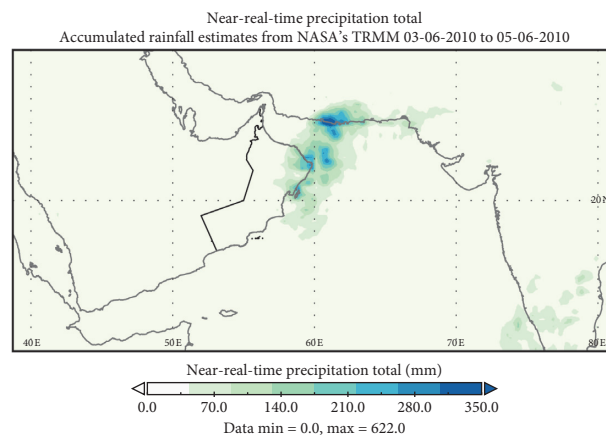 Near-real-time precipitation total
Accumulated rainfall estimates from NASA's TRMM 03-06-2010 to 05-06-2010
20N
40E 50E 60E 70E 80E
Near-real-time precipitation total (mm)
0.0 70.0 140.0 210.0 280.0 350.0
Data min = 0.0, max = 622.0